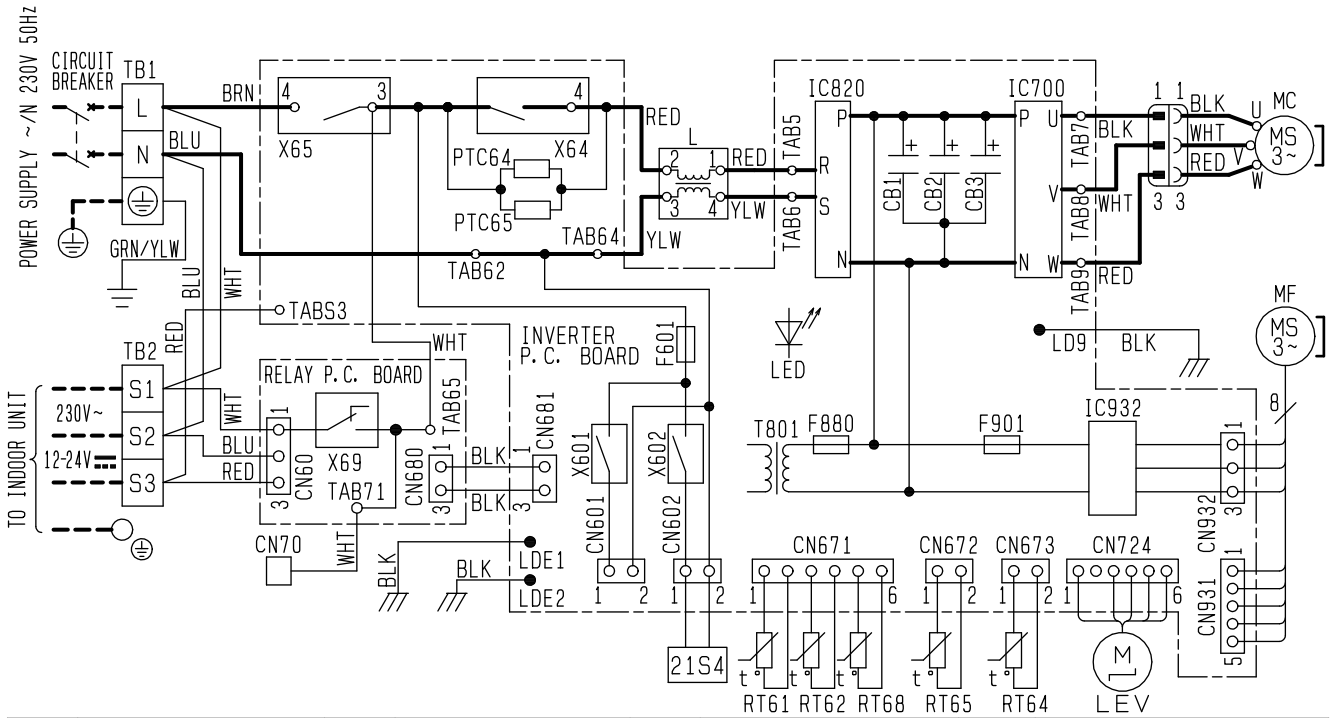 POWER SUPPLY ~/N 230V 50Hz
CIRCUIT
BREAKER
TB1
L
N
BRN
BLU
GRN/YLW
4
3
X65
4
X64
PTC64
PTC65
TAB62
TAB64
RED
YLW
L
2
1
3
4
RED
YLW
TAB5
TAB6
IC820
P
R
S
N
CB1
+
CB2
+
CB3
+
IC700
P
U
V
N
W
TAB7
TAB8
TAB9
BLK
WHT
RED
1
1
3
3
BLK
WHT
RED
U
V
W
MC
MS
3~
BLU
WHT
RED
TABS3
WHT
INVERTER
P. C. BOARD
F601
LED
LD9
BLK
MF
MS
3~
8
TB2
S1
S2
S3
TO INDOOR UNIT
230V~
12-24V
WHT
BLU
RED
RELAY P. C. BOARD
1
3
CN60
X69
TAB71
TAB65
CN680
1
3
BLK
BLK
CN681
1
3
CN70
WHT
BLK
BLK
LDE1
LDE2
X601
X602
CN601
1
2
CN602
1
2
21S4
T801
F880
F901
IC932
1
3
CN932
1
5
CN931
CN671
1
6
CN672
1
2
CN673
1
2
CN724
1
6
t°
t°
t°
t°
t°
RT61
RT62
RT68
RT65
RT64
M
LEV